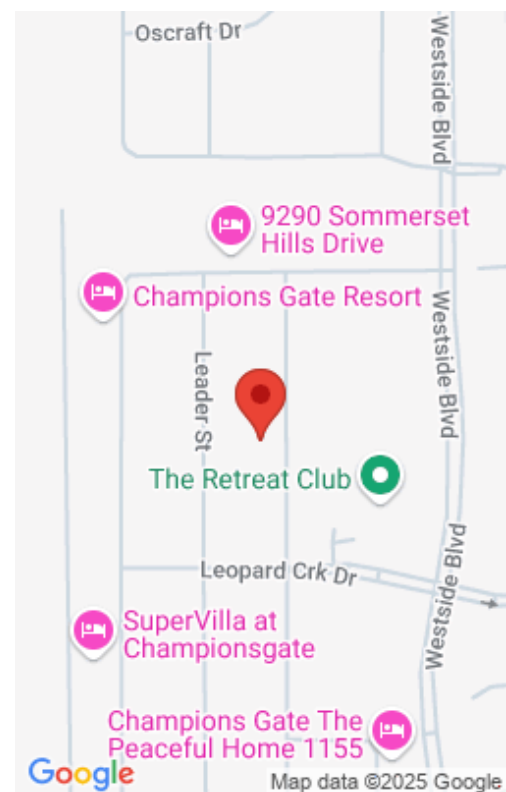 Oscraft Dr
Westside Blvd
9290 Sommerset
Hills Drive
Champions Gate Resort
Westside Blvd
Leader St
The Retreat Club
Leopard Crk Dr
Westside Blvd
SuperVilla at
Championsgate
Champions Gate The
Peaceful Home 1155
Google
Map data ©2025 Google